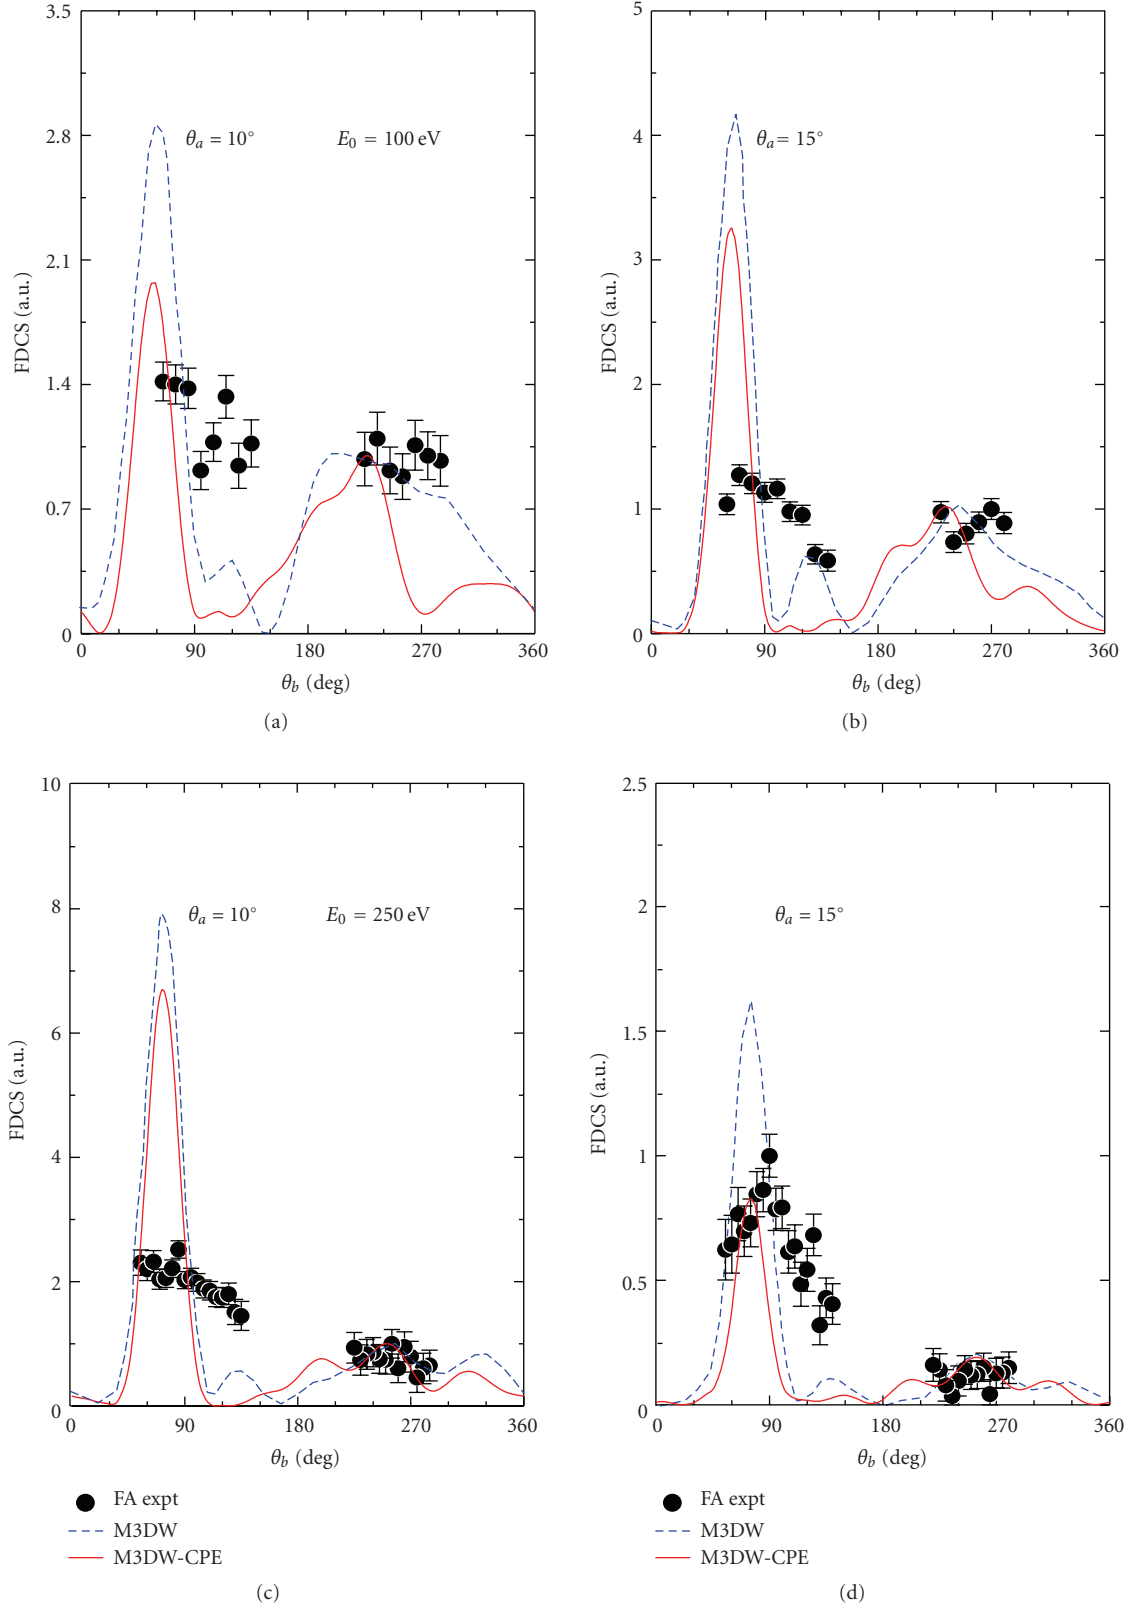 3.5
2.8
2.1
1.4
0.7
0
FDCS (a.u.)
θa = 10°
E0 = 100 eV
0 90 180 270 360
θb (deg)
(a)
5
4
3
2
1
0
FDCS (a.u.)
θa = 15°
0 90 180 270 360
θb (deg)
(b)
10
8
6
4
2
0
FDCS (a.u.)
θa = 10°
E0 = 250 eV
0 90 180 270 360
θb (deg)
FA expt
M3DW
M3DW-CPE
(c)
2.5
2
1.5
1
0.5
0
FDCS (a.u.)
θa = 15°
0 90 180 270 360
θb (deg)
FA expt
M3DW
M3DW-CPE
(d)